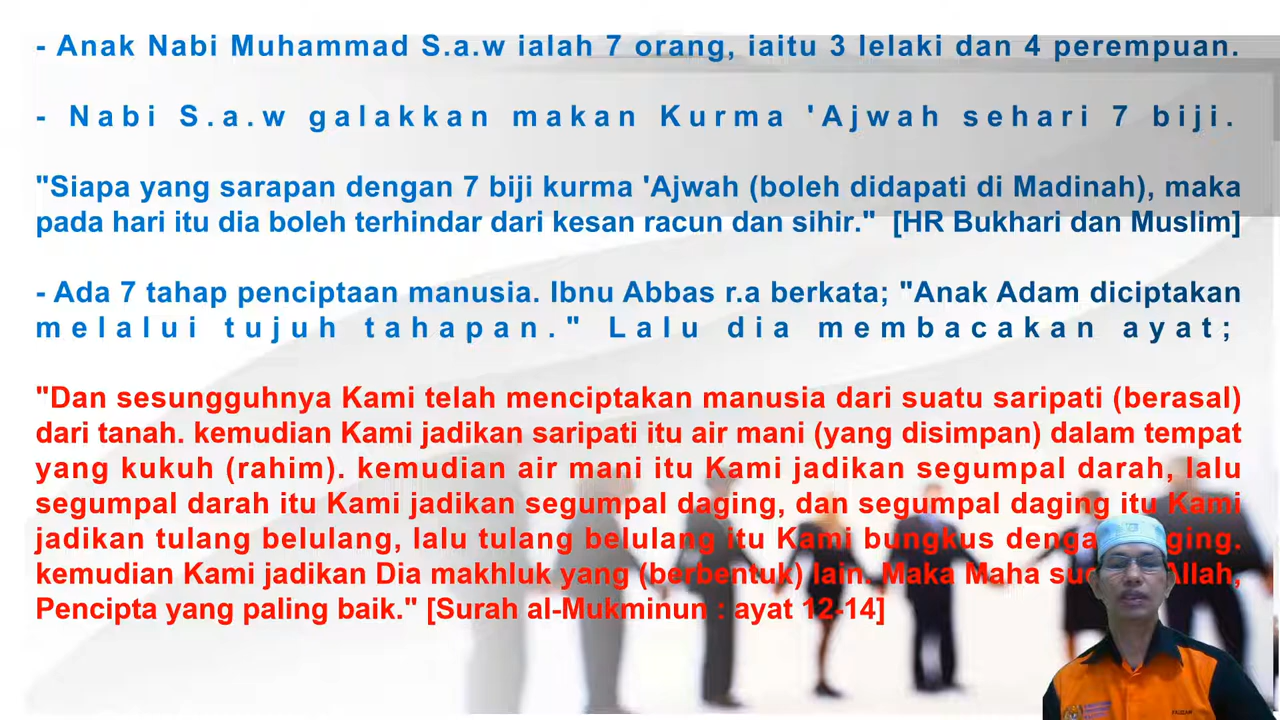 - Anak Nabi Muhammad S.a.w ialah 7 orang, iaitu 3 lelaki dan 4 perempuan.
- Nabi S.a.w galakkan makan Kurma 'Ajwah sehari 7 biji.
"Siapa yang sarapan dengan 7 biji kurma 'Ajwah (boleh didapati di Madinah), maka
pada hari itu dia boleh terhindar dari kesan racun dan sihir." [HR Bukhari dan Muslim]
- Ada 7 tahap penciptaan manusia. Ibnu Abbas r.a berkata; "Anak Adam diciptakan
melalui tujuh tahapan." Lalu dia membacakan ayat;
"Dan sesungguhnya Kami telah menciptakan manusia dari suatu saripati (berasal)
dari tanah. kemudian Kami jadikan saripati itu air mani (yang disimpan) dalam tempat
yang kukuh (rahim). kemudian air mani itu Kami jadikan segumpal darah, lalu
segumpal darah itu Kami jadikan segumpal daging, dan segumpal daging itu Kami
jadikan tulang belulang, lalu tulang belulang itu Kami bungkus
kemudian Kami jadikan Dia makhluk yang (berbentuk) lain. Maka Maha Allah,
Pencipta yang paling baik." [Surah al-Mukminun : ayat 12-14]